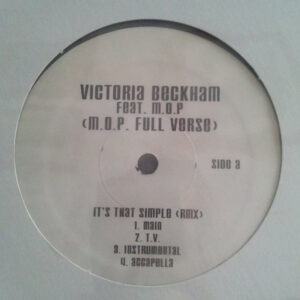 VICTORIA BECKHAM
FEAT. M.O.P
(M.O.P. FULL VERSE)
SIDE A
IT'S THAT SIMPLE (RMX)
1. MAIN
2. T.V.
3. INSTRUMENTAL
4. ACCAPELLA